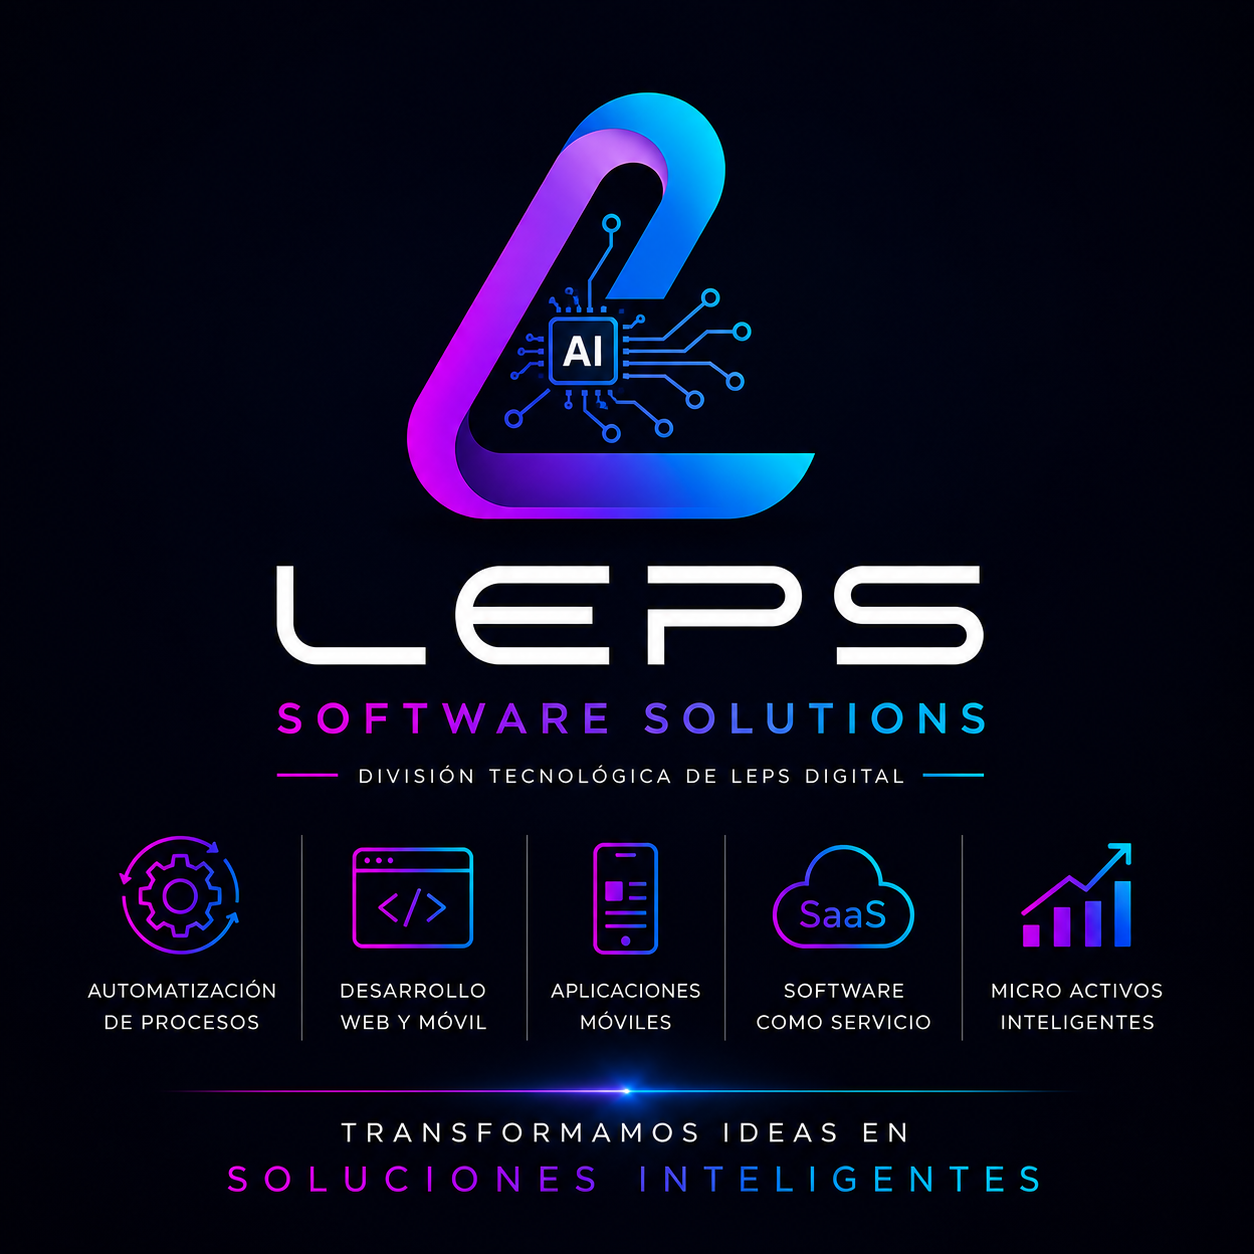 AI
LEPS
SOFTWARE SOLUTIONS
DIVISIÓN TECNOLÓGICA DE LEPS DIGITAL
</>
SaaS
AUTOMATIZACIÓN
DE PROCESOS
DESARROLLO
WEB Y MÓVIL
APLICACIONES
MÓVILES
SOFTWARE
COMO SERVICIO
MICRO ACTIVOS
INTELIGENTES
TRANSFORMAMOS IDEAS EN
SOLUCIONES INTELIGENTES